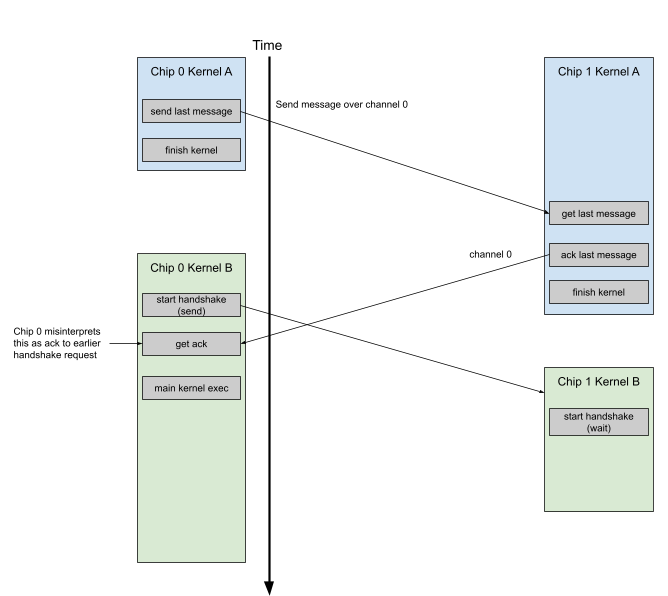 Time
Chip 0 Kernel A
send last message
finish kernel
Send message over channel 0
Chip 1 Kernel A
get last message
ack last message
finish kernel
channel 0
Chip 0 Kernel B
start handshake
(send)
get ack
main kernel exec
Chip 0 misinterprets
this as ack to earlier
handshake request
Chip 1 Kernel B
start handshake
(wait)